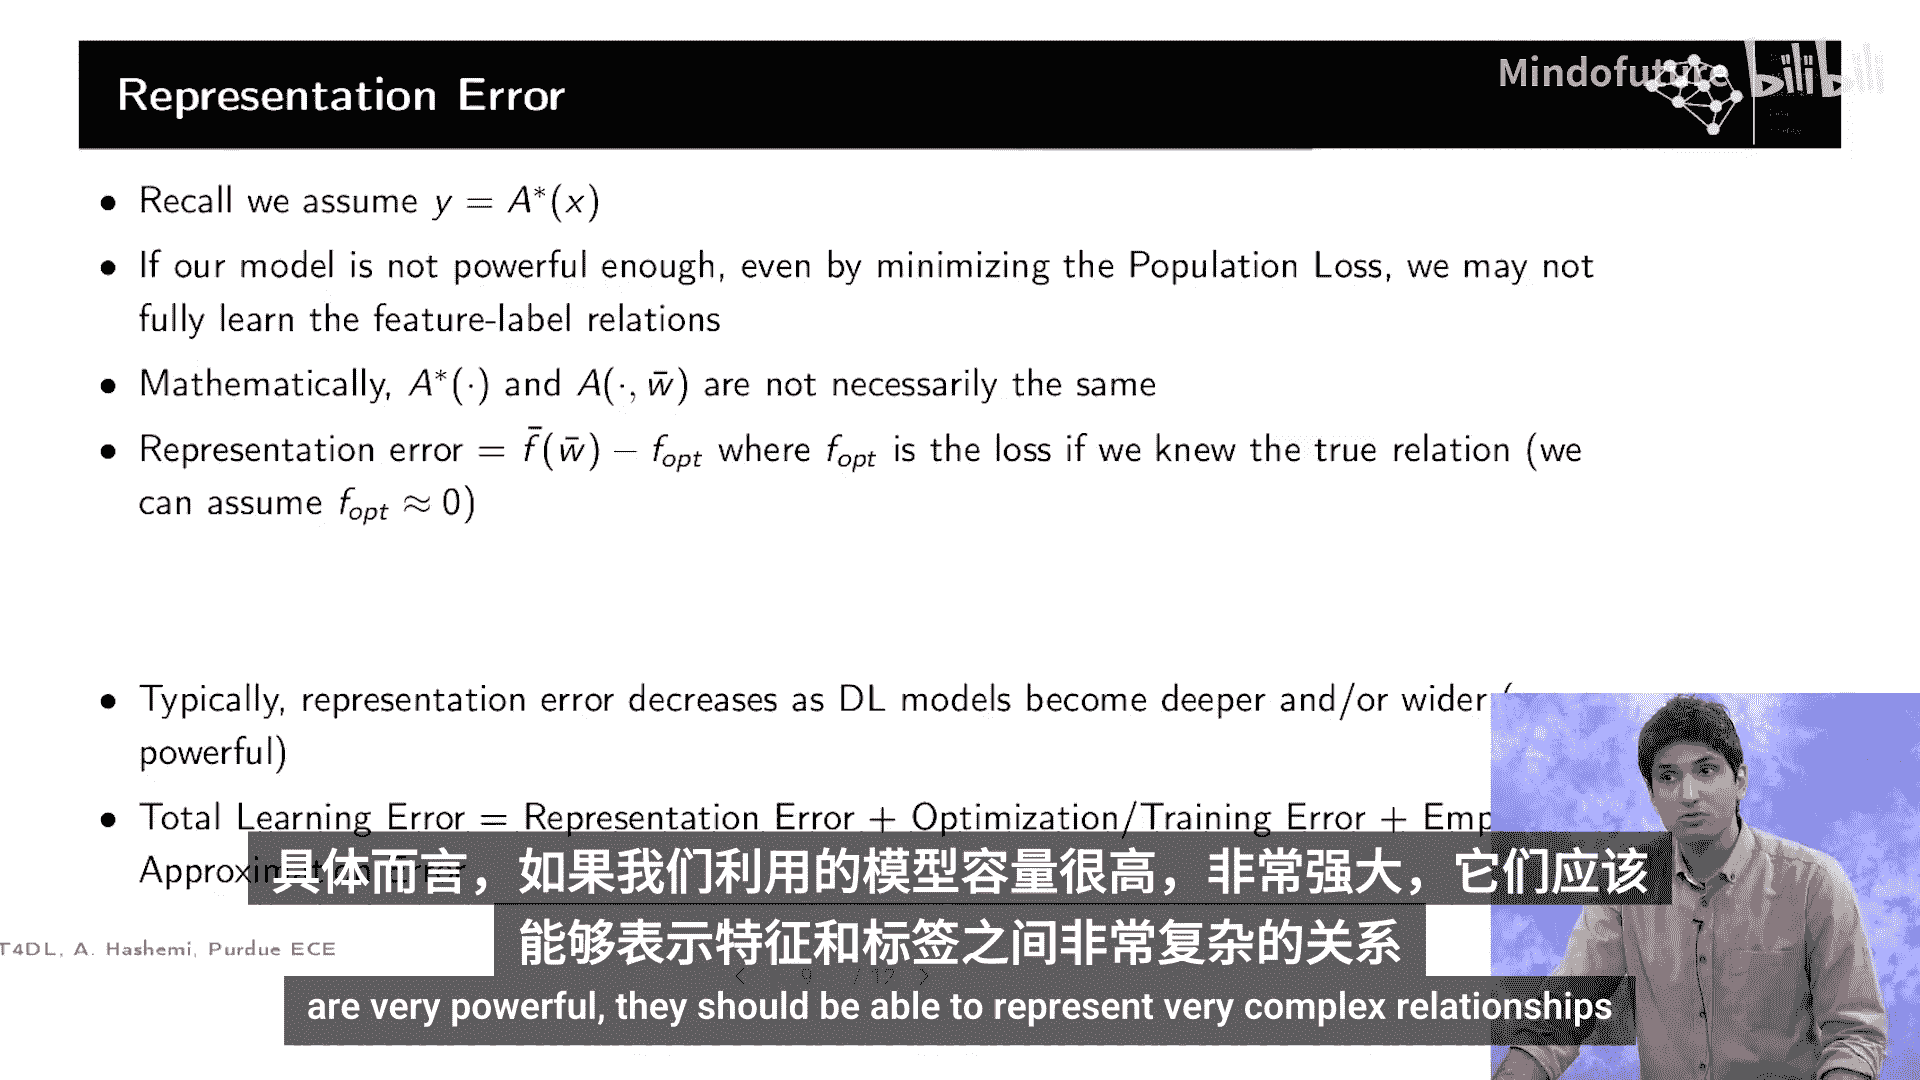 Representation Error
Mindofuture
bilibili
• Recall we assume y = A*(x)
• If our model is not powerful enough, even by minimizing the Population Loss, we may not
fully learn the feature-label relations
• Mathematically, A*(·) and A(·, w̄) are not necessarily the same
• Representation error = f̄(w̄) − f_opt where f_opt is the loss if we knew the true relation (we
can assume f_opt ≈ 0)
• Typically, representation error decreases as DL models become deeper and/or wider (
powerful)
• Total Learning Error = Representation Error + Optimization/Training Error + Emp
Approximation Error
具体而言，如果我们利用的模型容量很高，非常强大，它们应该
能够表示特征和标签之间非常复杂的关系
T4DL, A. Hashemi, Purdue ECE
9 / 12
are very powerful, they should be able to represent very complex relationships